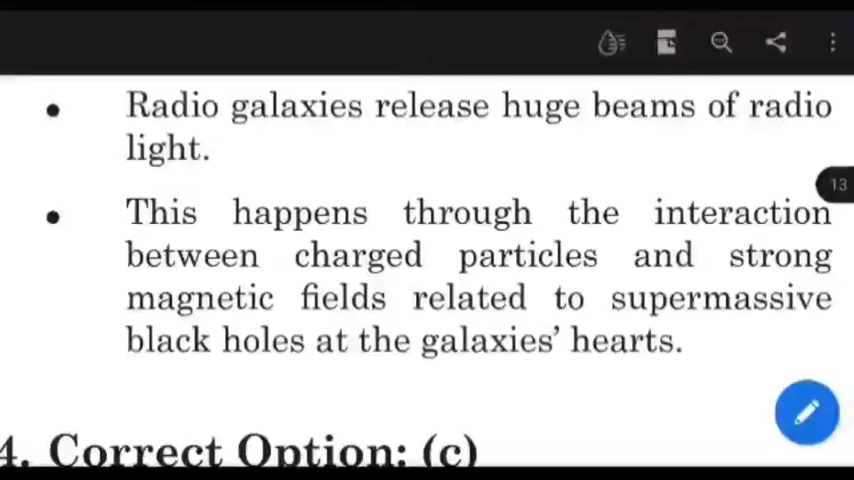 • Radio galaxies release huge beams of radio
light.
13
• This happens through the interaction
between charged particles and strong
magnetic fields related to supermassive
black holes at the galaxies’ hearts.
4. Correct Option: (c)